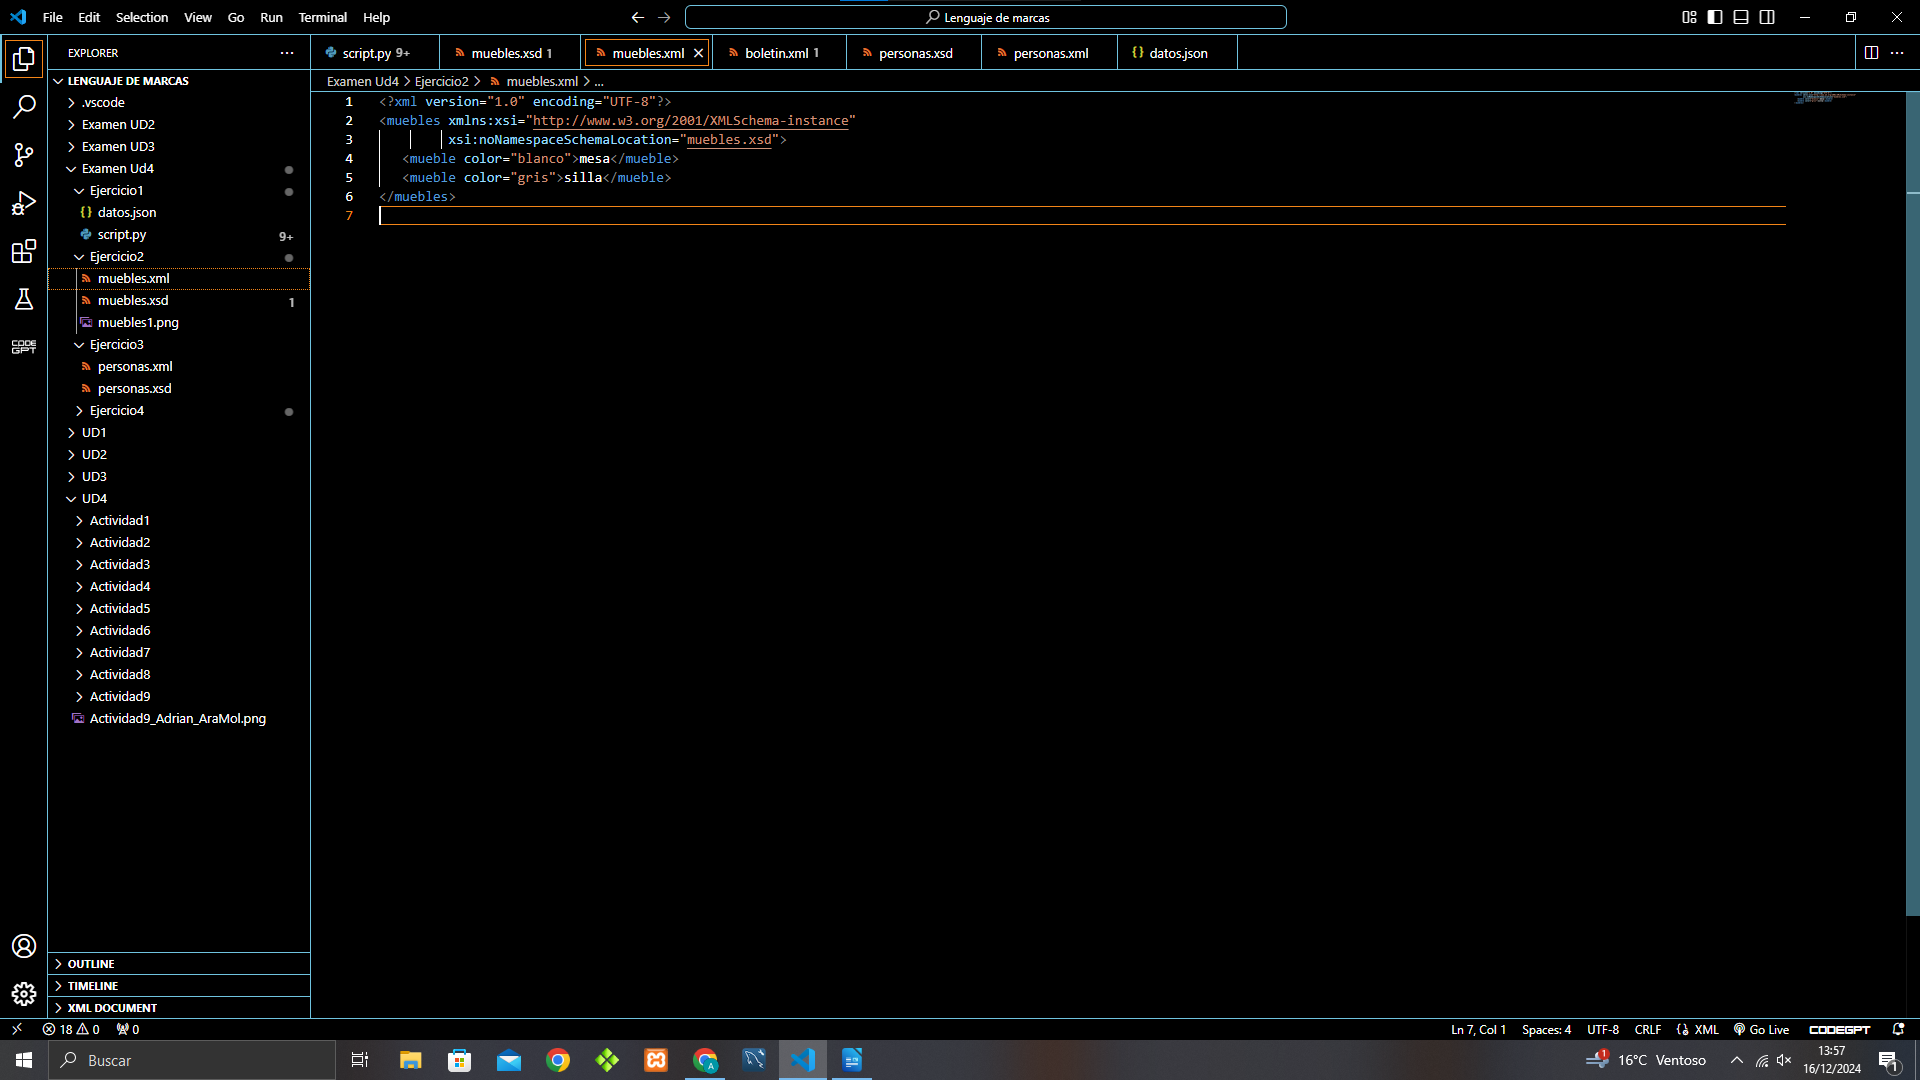 File Edit Selection View Go Run Terminal Help
Lenguaje de marcas
EXPLORER
LENGUAJE DE MARCAS
.vscode
Examen UD2
Examen UD3
Examen Ud4
Ejercicio1
datos.json
script.py 9+
Ejercicio2
muebles.xml
muebles.xsd 1
muebles1.png
Ejercicio3
personas.xml
personas.xsd
Ejercicio4
UD1
UD2
UD3
UD4
Actividad1
Actividad2
Actividad3
Actividad4
Actividad5
Actividad6
Actividad7
Actividad8
Actividad9
Actividad9_Adrian_AraMol.png
OUTLINE
TIMELINE
XML DOCUMENT
CODE
GPT
script.py 9+ muebles.xsd 1 muebles.xml boletin.xml 1 personas.xsd personas.xml datos.json
Examen Ud4 > Ejercicio2 > muebles.xml > ...
1 <?xml version="1.0" encoding="UTF-8"?>
2 <muebles xmlns:xsi="http://www.w3.org/2001/XMLSchema-instance"
3 xsi:noNamespaceSchemaLocation="muebles.xsd">
4 <mueble color="blanco">mesa</mueble>
5 <mueble color="gris">silla</mueble>
6 </muebles>
7
18 0 0
Ln 7, Col 1 Spaces: 4 UTF-8 CRLF XML Go Live CODEGPT
Buscar
1 16°C Ventoso
13:57
16/12/2024
1